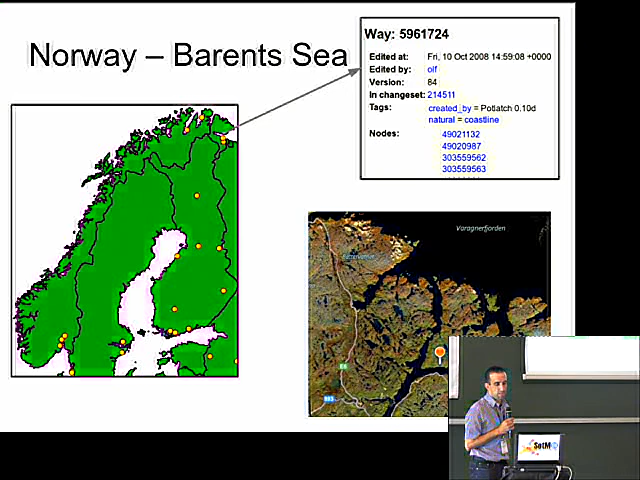 Norway – Barents Sea
Way: 5961724
Edited at: Fri, 10 Oct 2008 14:59:08 +0000
Edited by: olf
Version: 84
In changeset: 214511
Tags: created_by = Potlatch 0.10d
natural = coastline
Nodes: 49021132
49020987
303559562
303559563
Varagnerfjorden
E6
SotM